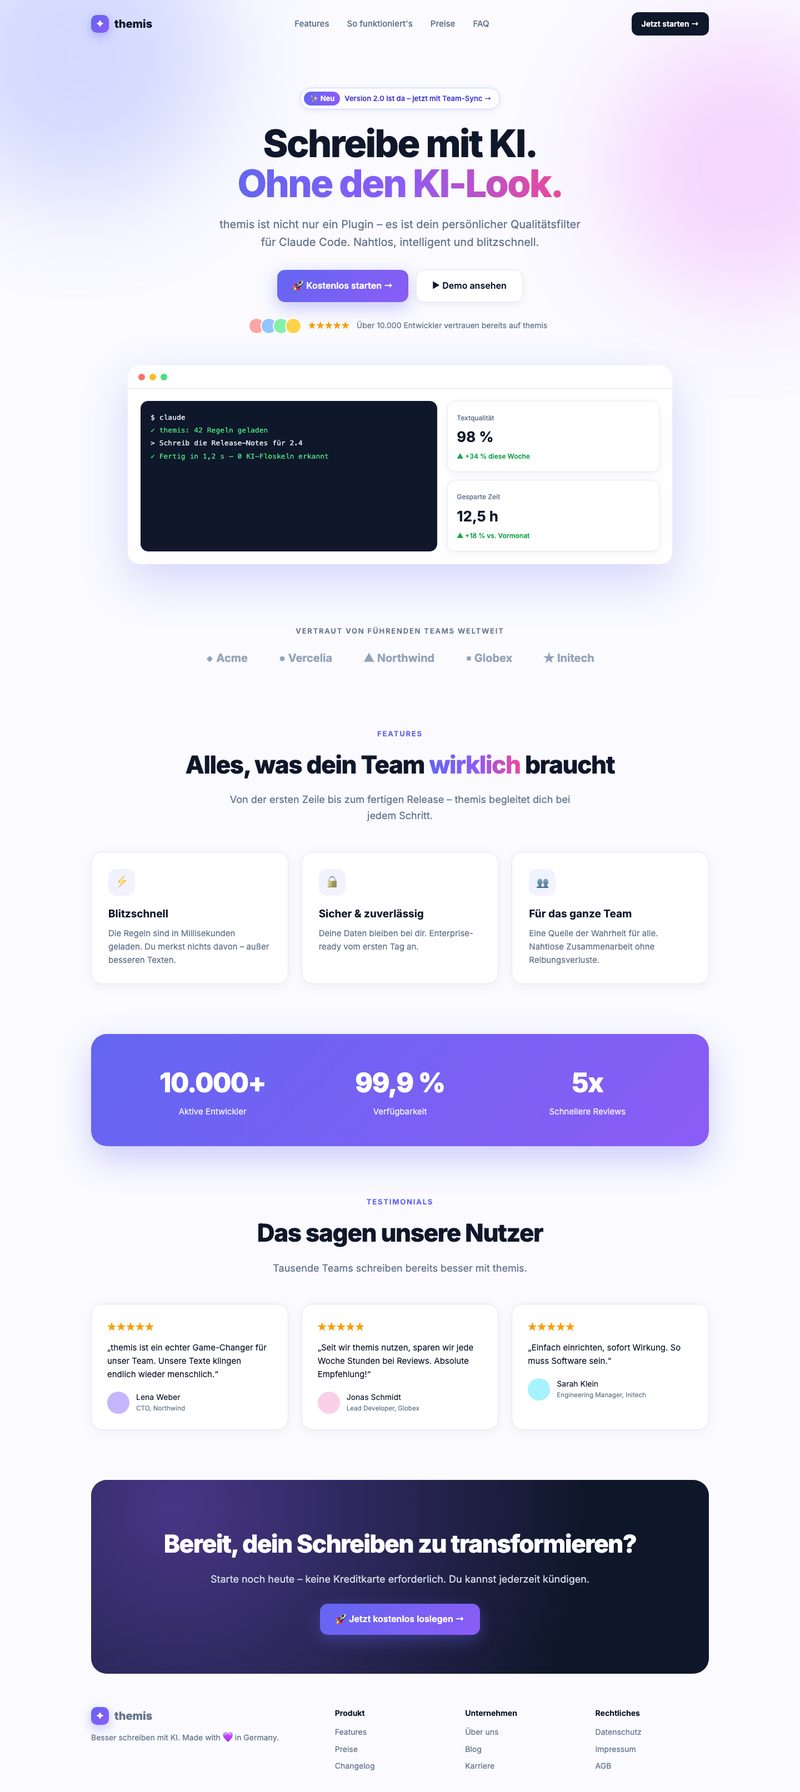 ✦ themis
Features So funktioniert's Preise FAQ
Jetzt starten →
✨ Neu Version 2.0 ist da – jetzt mit Team-Sync →
Schreibe mit KI.
Ohne den KI-Look.
themis ist nicht nur ein Plugin – es ist dein persönlicher Qualitätsfilter
für Claude Code. Nahtlos, intelligent und blitzschnell.
🚀 Kostenlos starten →
▶ Demo ansehen
★★★★★ Über 10.000 Entwickler vertrauen bereits auf themis
$ claude
✓ themis: 42 Regeln geladen
> Schreib die Release-Notes für 2.4
✓ Fertig in 1,2 s — 0 KI-Floskeln erkannt
Textqualität
98 %
▲ +34 % diese Woche
Gesparte Zeit
12,5 h
▲ +18 % vs. Vormonat
VERTRAUT VON FÜHRENDEN TEAMS WELTWEIT
◆ Acme ● Vercelia ▲ Northwind ■ Globex ★ Initech
FEATURES
Alles, was dein Team wirklich braucht
Von der ersten Zeile bis zum fertigen Release – themis begleitet dich bei
jedem Schritt.
⚡
Blitzschnell
Die Regeln sind in Millisekunden
geladen. Du merkst nichts davon – außer
besseren Texten.
🔒
Sicher & zuverlässig
Deine Daten bleiben bei dir. Enterprise-
ready vom ersten Tag an.
👥
Für das ganze Team
Eine Quelle der Wahrheit für alle.
Nahtlose Zusammenarbeit ohne
Reibungsverluste.
10.000+
Aktive Entwickler
99,9 %
Verfügbarkeit
5x
Schnellere Reviews
TESTIMONIALS
Das sagen unsere Nutzer
Tausende Teams schreiben bereits besser mit themis.
★★★★★
„themis ist ein echter Game-Changer für
unser Team. Unsere Texte klingen
endlich wieder menschlich.“
Lena Weber
CTO, Northwind
★★★★★
„Seit wir themis nutzen, sparen wir jede
Woche Stunden bei Reviews. Absolute
Empfehlung!“
Jonas Schmidt
Lead Developer, Globex
★★★★★
„Einfach einrichten, sofort Wirkung. So
muss Software sein.“
Sarah Klein
Engineering Manager, Initech
Bereit, dein Schreiben zu transformieren?
Starte noch heute – keine Kreditkarte erforderlich. Du kannst jederzeit kündigen.
🚀 Jetzt kostenlos loslegen →
✦ themis
Besser schreiben mit KI. Made with 💜 in Germany.
Produkt
Features
Preise
Changelog
Unternehmen
Über uns
Blog
Karriere
Rechtliches
Datenschutz
Impressum
AGB